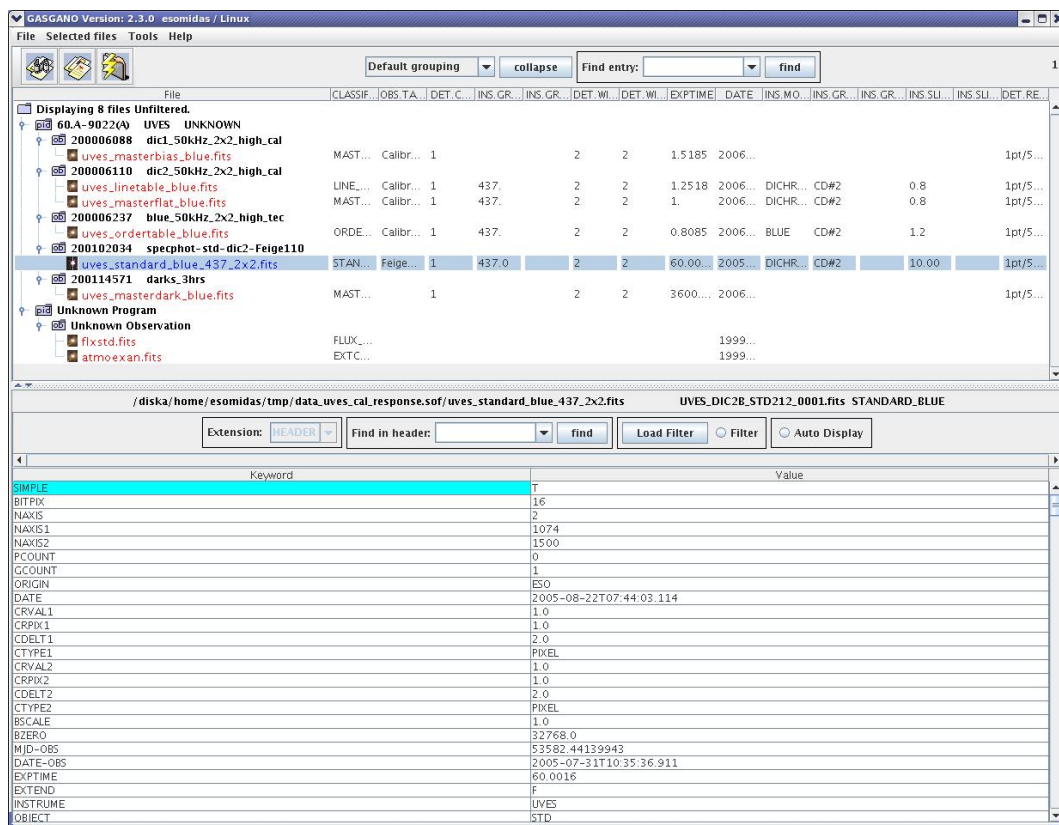 GASGANO Version: 2.3.0 esomidas / Linux
File Selected files Tools Help
Default grouping collapse Find entry: find 1
File CLASSIF... OBS.TA... DET.C... INS.GR... INS.GR... DET.WI... DET.WI... EXPTIME DATE INS.MO... INS.GR... INS.GR... INS.SLI... INS.SLI... DET.RE...
Displaying 8 files Unfiltered.
pid 60.A-9022(A) UVES UNKNOWN
ob 200006088 dic1_50kHz_2x2_high_cal
uves_masterbias_blue.fits MAST... Calibr... 1 2 2 1.5185 2006... 1pt/5...
ob 200006110 dic2_50kHz_2x2_high_cal
uves_linetable_blue.fits LINE_... Calibr... 1 437. 2 2 1.2518 2006... DICHR... CD#2 0.8 1pt/5...
uves_masterflat_blue.fits MAST... Calibr... 1 437. 2 2 1. 2006... DICHR... CD#2 0.8 1pt/5...
ob 200006237 blue_50kHz_2x2_high_tec
uves_ordertable_blue.fits ORDE... Calibr... 1 437. 2 2 0.8085 2006... BLUE CD#2 1.2 1pt/5...
ob 200102034 specphot-std-dic2-Feige110
uves_standard_blue_437_2x2.fits STAN... Feige... 1 437.0 2 2 60.00... 2005... DICHR... CD#2 10.00 1pt/5...
ob 200114571 darks_3hrs
uves_masterdark_blue.fits MAST... 1 2 2 3600.... 2006... 1pt/5...
pid Unknown Program
ob Unknown Observation
flxstd.fits FLUX_... 1999...
atmoexan.fits EXTC... 1999...
/diska/home/esomidas/tmp/data_uves_cal_response.sof/uves_standard_blue_437_2x2.fits UVES_DIC2B_STD212_0001.fits STANDARD_BLUE
Extension: HEADER Find in header: find Load Filter Filter Auto Display
Keyword Value
SIMPLE T
BITPIX 16
NAXIS 2
NAXIS1 1074
NAXIS2 1500
PCOUNT 0
GCOUNT 1
ORIGIN ESO
DATE 2005-08-22T07:44:03.114
CRVAL1 1.0
CRPIX1 1.0
CDELT1 2.0
CTYPE1 PIXEL
CRVAL2 1.0
CRPIX2 1.0
CDELT2 2.0
CTYPE2 PIXEL
BSCALE 1.0
BZERO 32768.0
MJD-OBS 53582.44139943
DATE-OBS 2005-07-31T10:35:36.911
EXPTIME 60.0016
EXTEND F
INSTRUME UVES
OBJECT STD